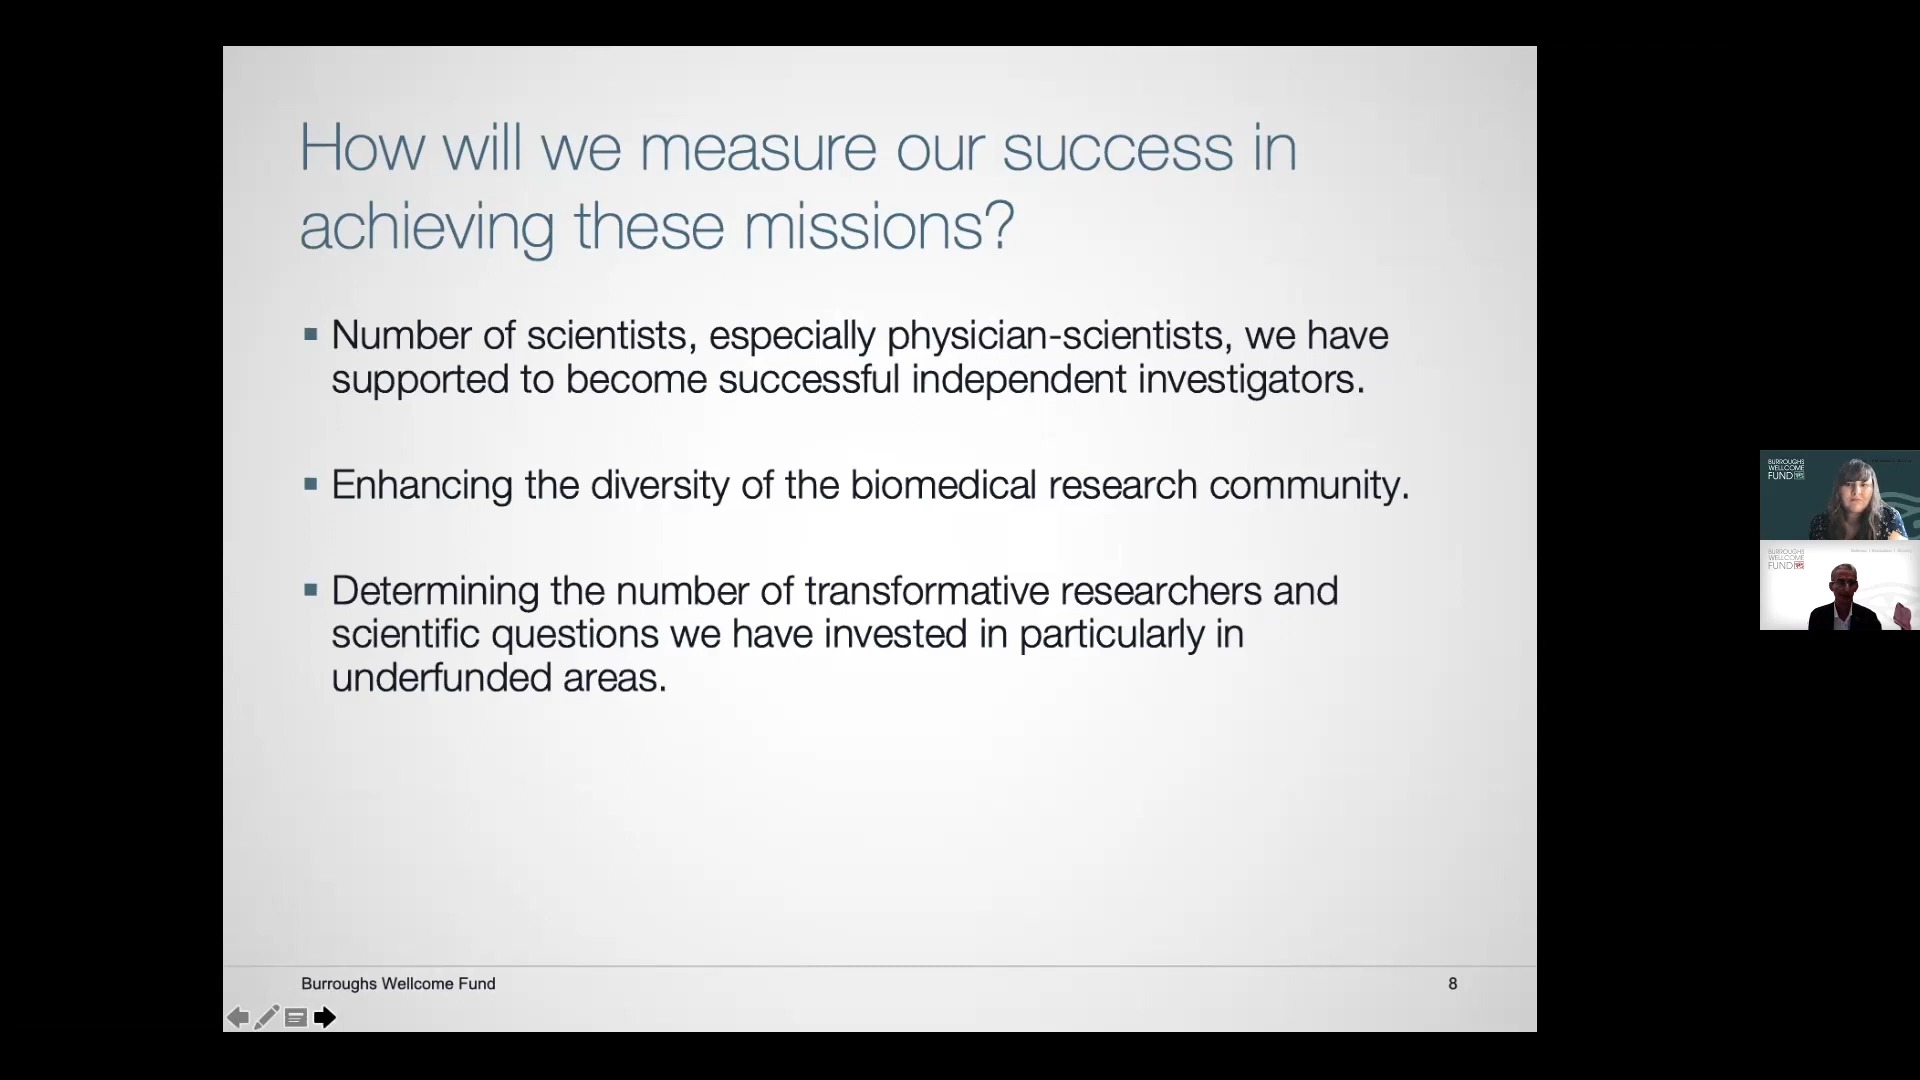 How will we measure our success in
achieving these missions?
Number of scientists, especially physician-scientists, we have
supported to become successful independent investigators.
Enhancing the diversity of the biomedical research community.
Determining the number of transformative researchers and
scientific questions we have invested in particularly in
underfunded areas.
Burroughs Wellcome Fund
8
BURROUGHS
WELLCOME
FUND
BURROUGHS
WELLCOME
FUND